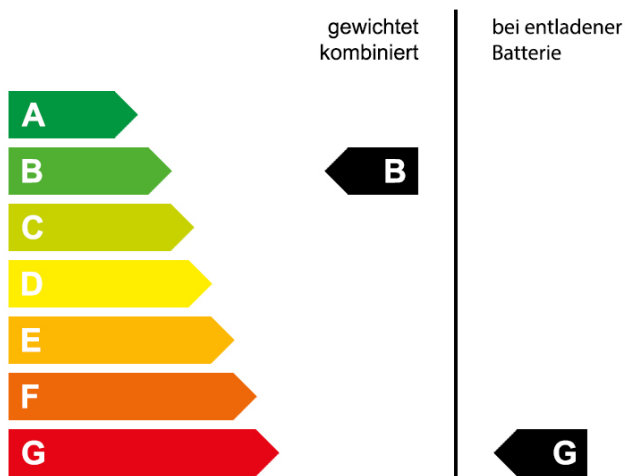 gewichtet
kombiniert
bei entladener
Batterie
A
B
B
C
D
E
F
G
G